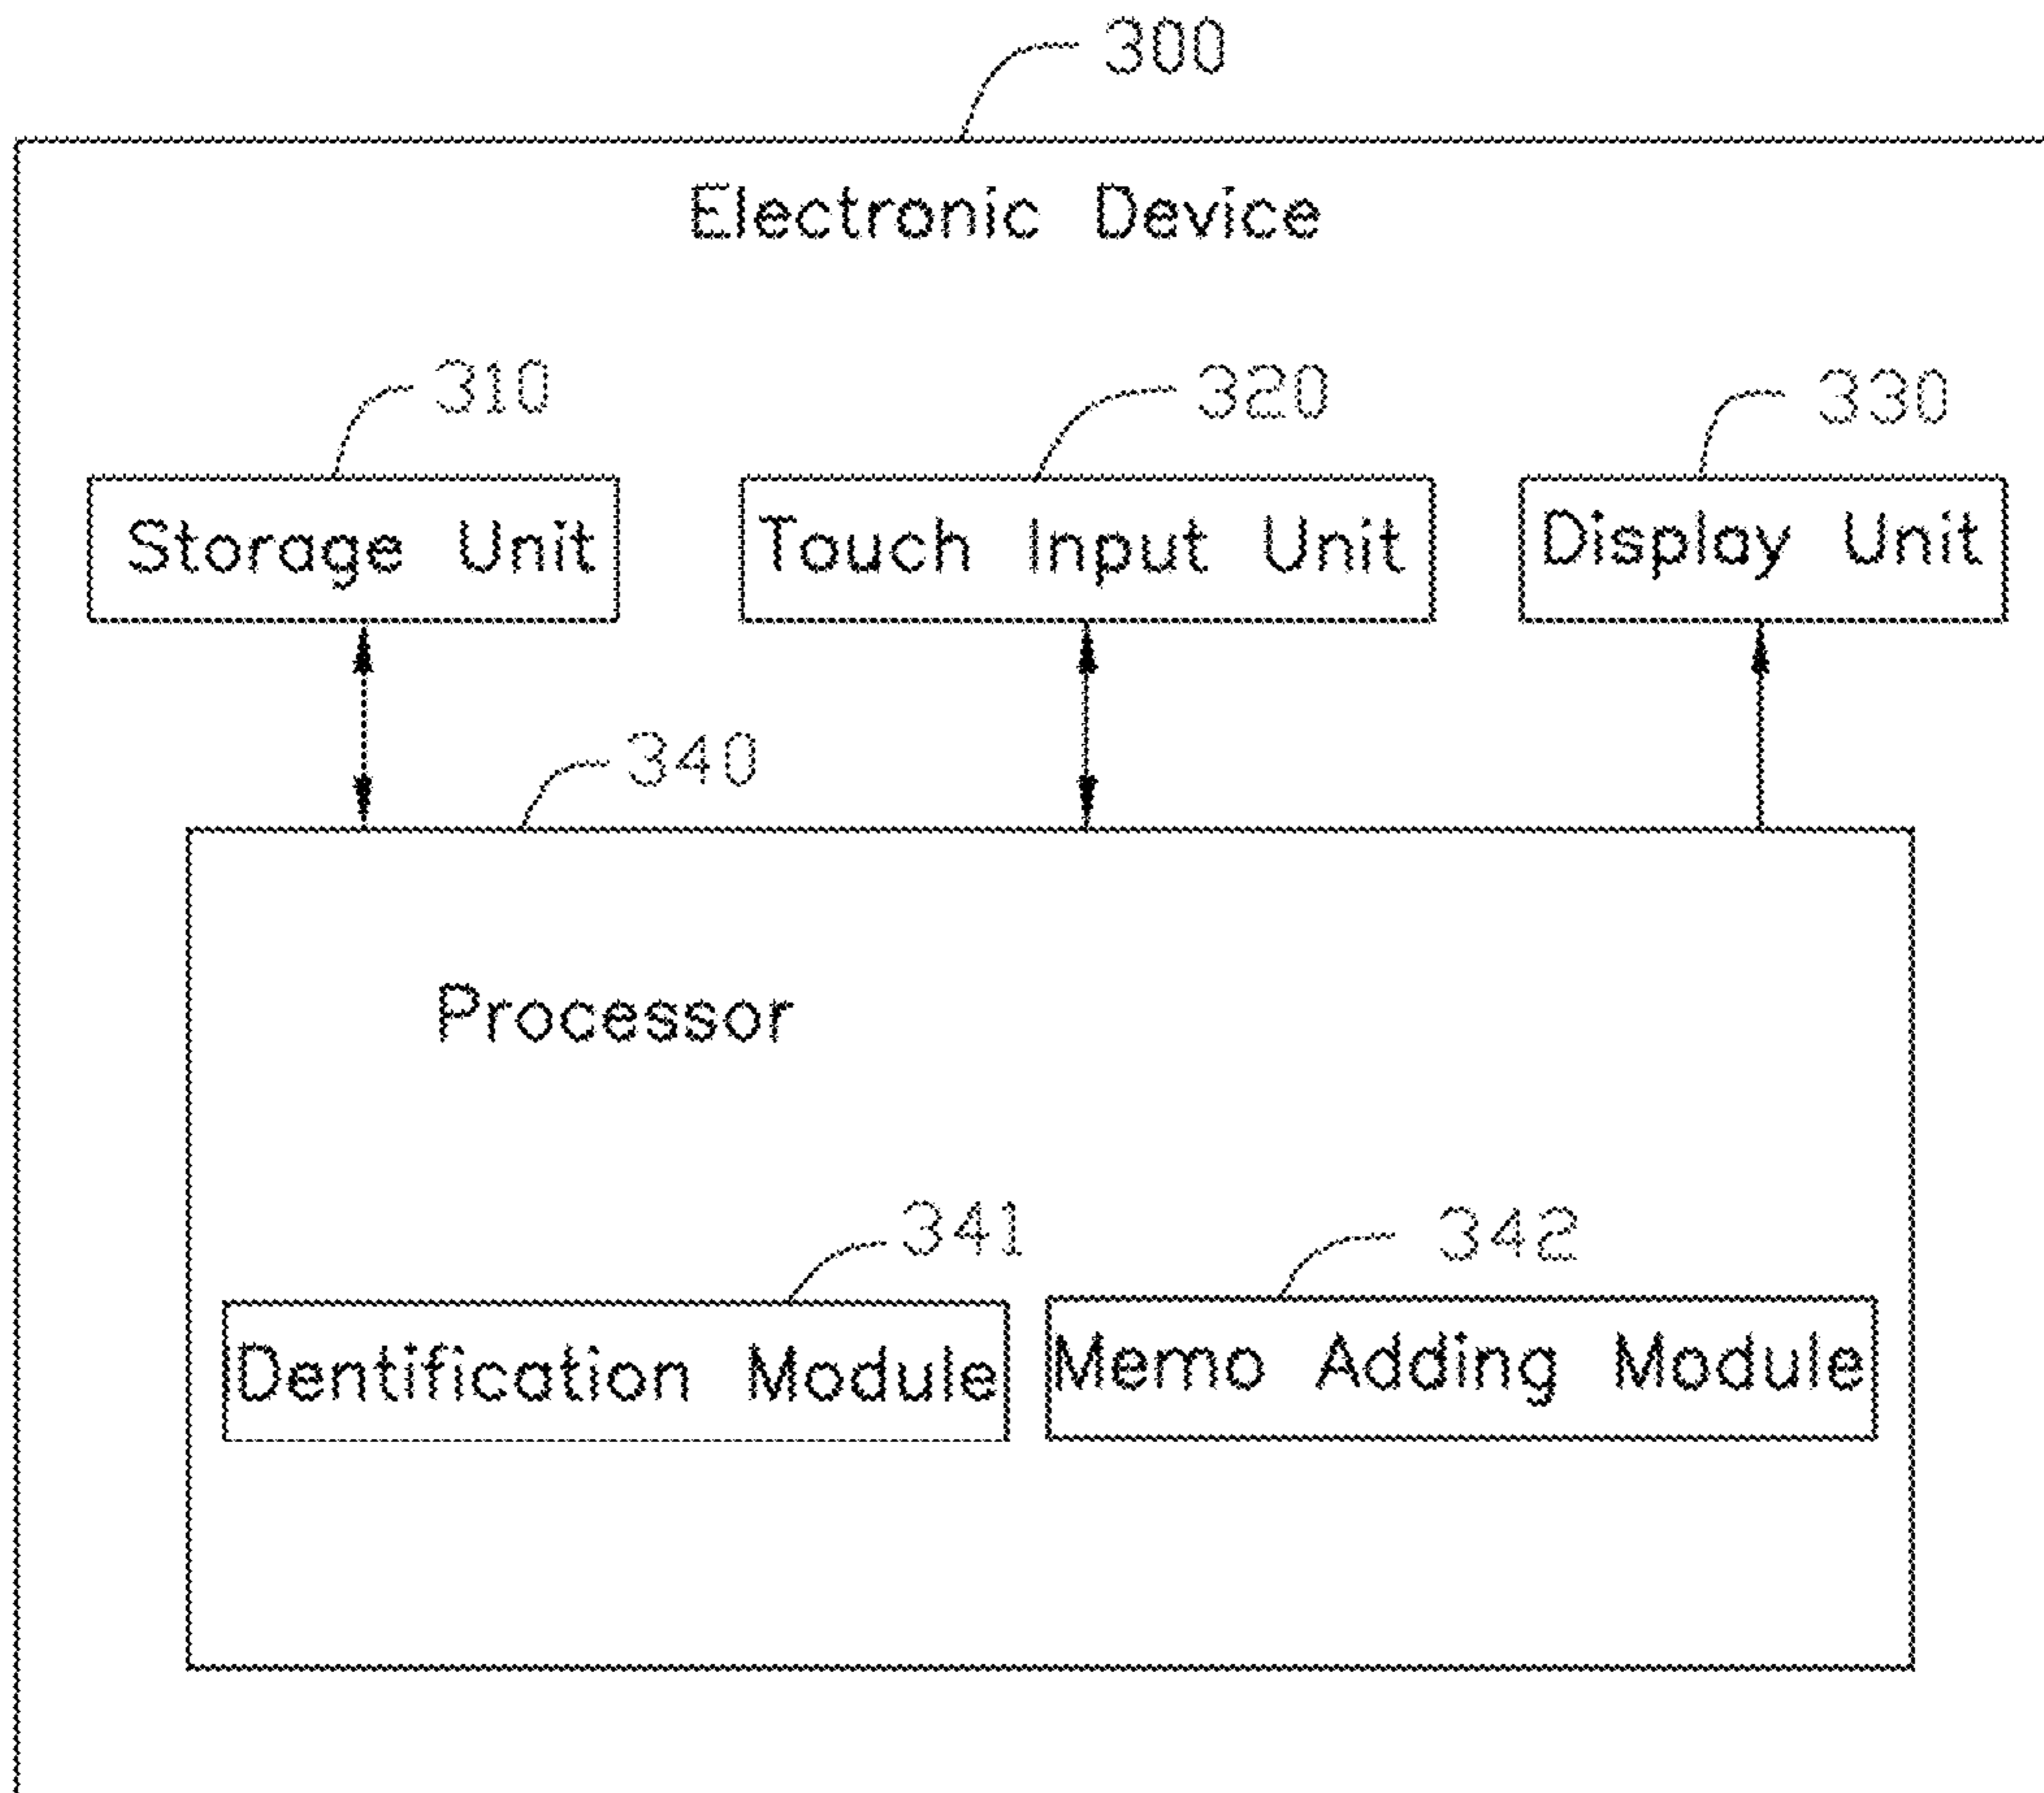 300
Electronic Device
310
320
330
Storage Unit
Touch Input Unit
Display Unit
340
Processor
341
342
Dentification Module
Memo Adding Module